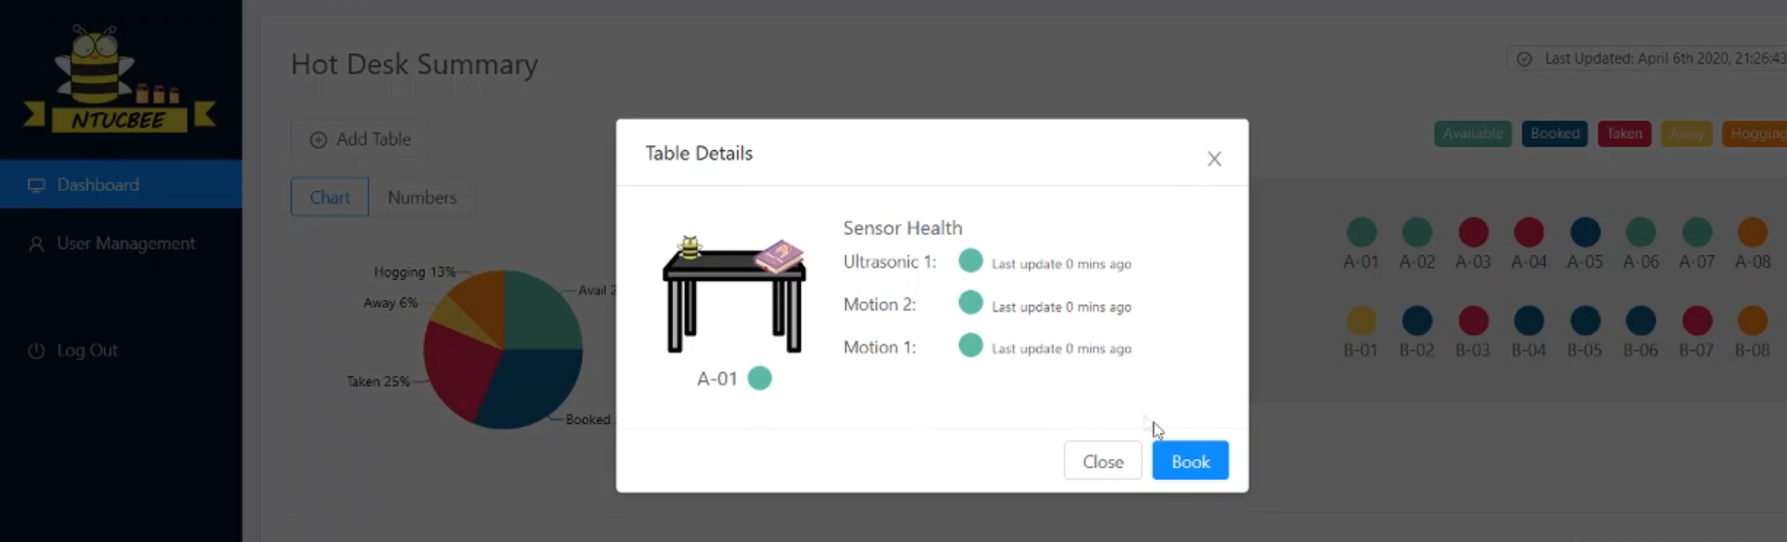 NTUCBEE
Dashboard
User Management
Log Out
Hot Desk Summary
Last Updated: April 6th 2020, 21:26:43
Add Table
Chart
Numbers
Available
Booked
Taken
Away
Hogging
Hogging 13%
Away 6%
Taken 25%
Avail 2
Booked
Table Details
Sensor Health
Ultrasonic 1:
Last update 0 mins ago
Motion 2:
Last update 0 mins ago
Motion 1:
Last update 0 mins ago
A-01
Close
Book
A-01 A-02 A-03 A-04 A-05 A-06 A-07 A-08
B-01 B-02 B-03 B-04 B-05 B-06 B-07 B-08